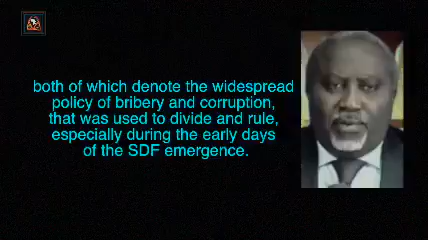 both of which denote the widespread
policy of bribery and corruption,
that was used to divide and rule,
especially during the early days
of the SDF emergence.